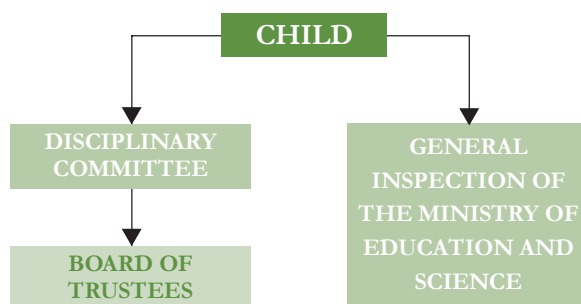 CHILD
DISCIPLINARY
COMMITTEE
BOARD OF
TRUSTEES
GENERAL
INSPECTION OF
THE MINISTRY OF
EDUCATION AND
SCIENCE